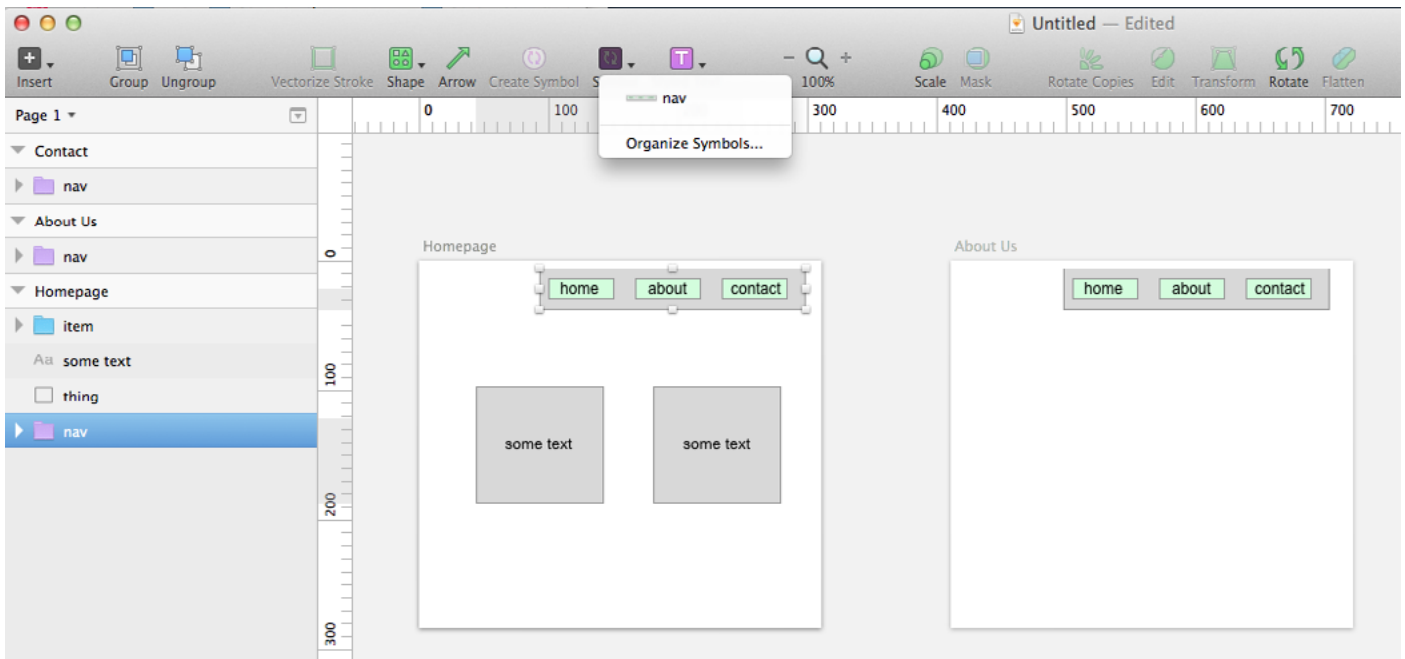 Untitled — Edited
Insert
Group Ungroup
Vectorize Stroke Shape Arrow Create Symbol S
- 100% +
Scale Mask
Rotate Copies Edit Transform Rotate Flatten
nav
Organize Symbols...
Page 1
0 100 300 400 500 600 700
Contact
nav
About Us
nav
Homepage
item
Aa some text
thing
nav
0
100
200
300
Homepage
home about contact
some text some text
About Us
home about contact